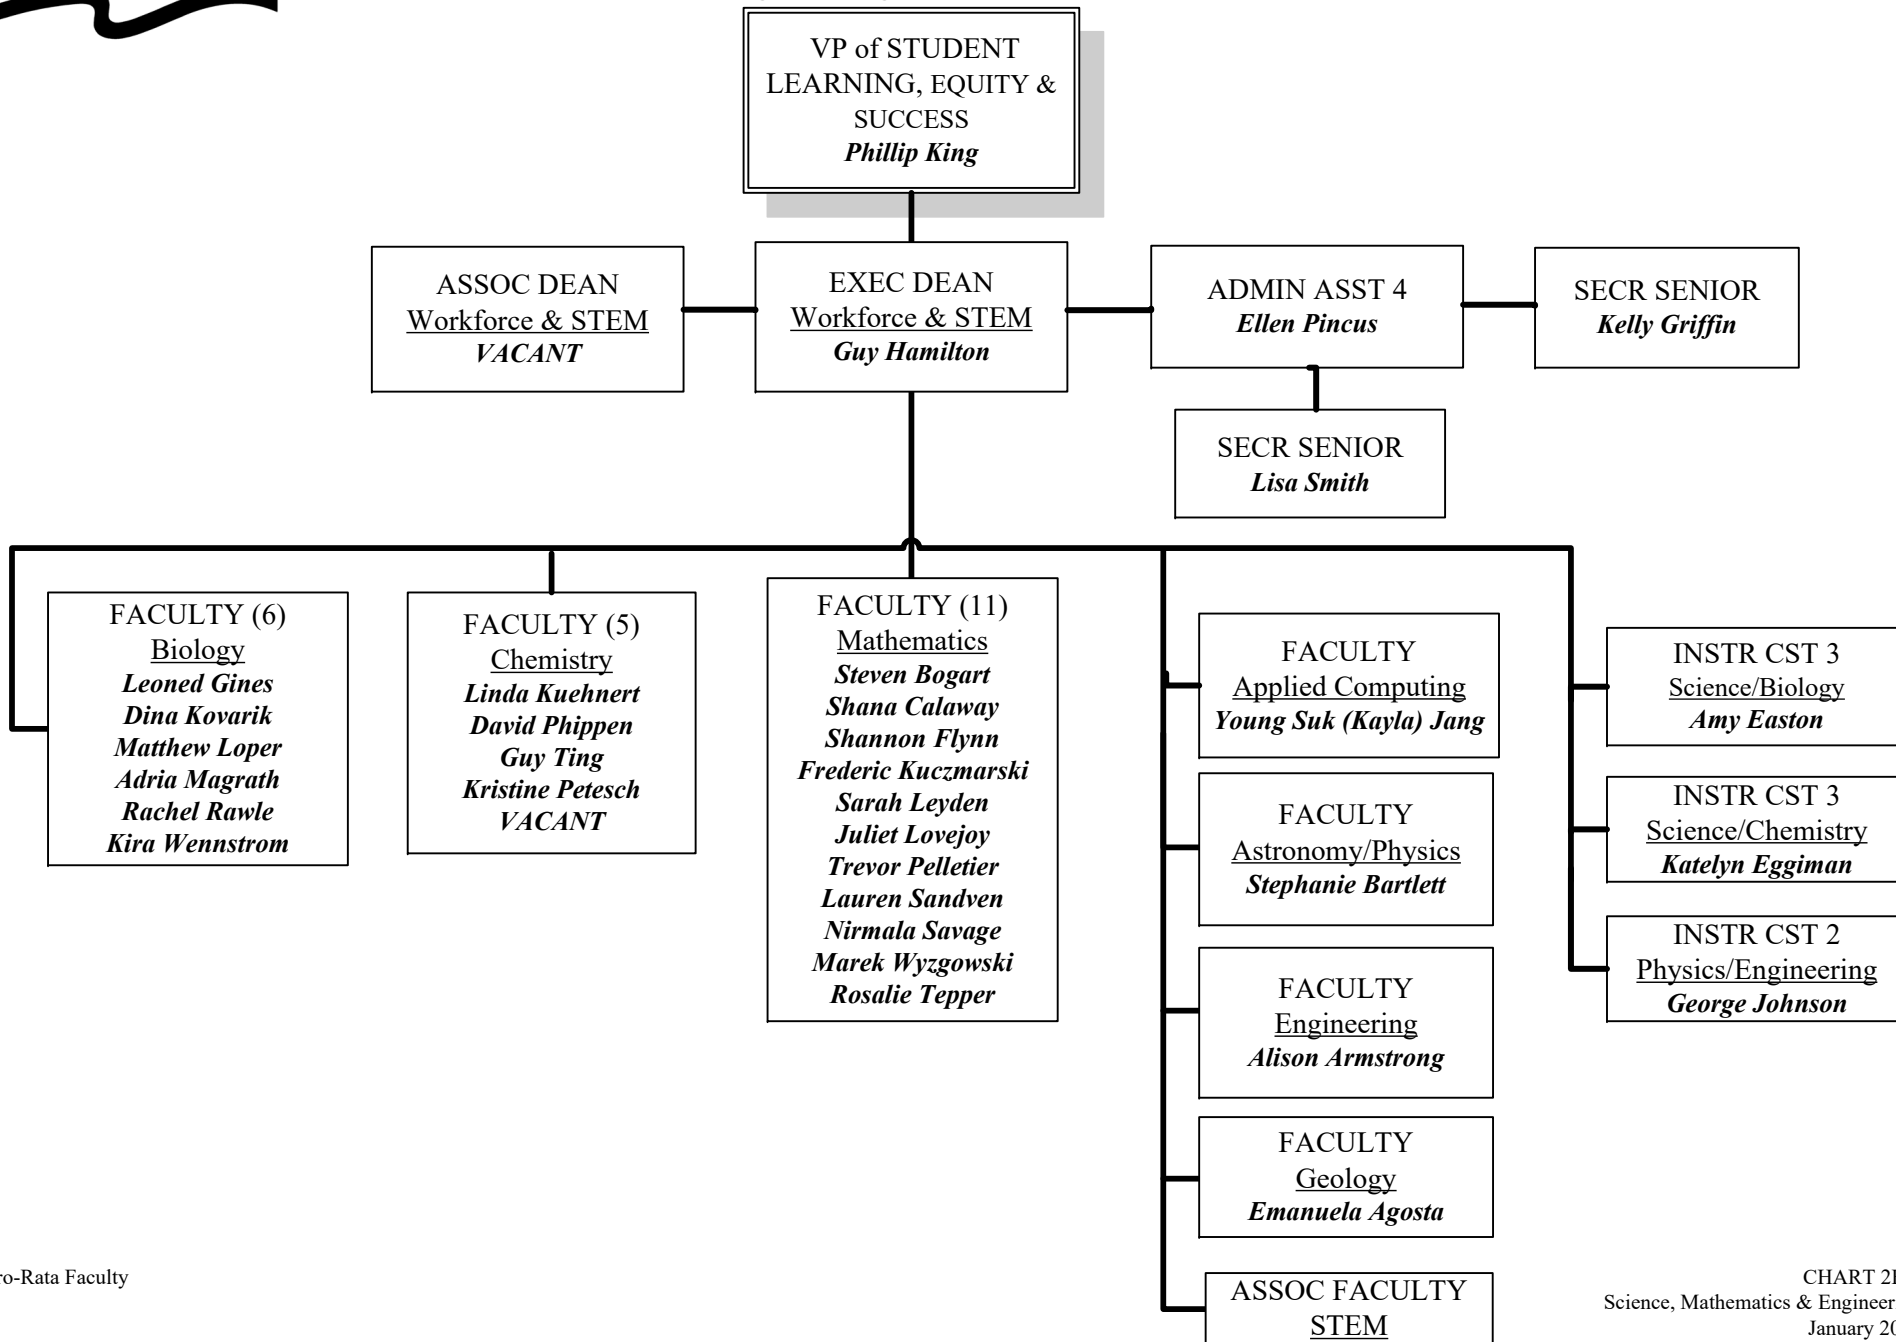 VP of STUDENT
LEARNING, EQUITY &
SUCCESS
Phillip King
ASSOC DEAN
Workforce & STEM
VACANT
EXEC DEAN
Workforce & STEM
Guy Hamilton
ADMIN ASST 4
Ellen Pincus
SECR SENIOR
Kelly Griffin
SECR SENIOR
Lisa Smith
FACULTY (6)
Biology
Leoned Gines
Dina Kovarik
Matthew Loper
Adria Magrath
Rachel Rawle
Kira Wennstrom
FACULTY (5)
Chemistry
Linda Kuehnert
David Phippen
Guy Ting
Kristine Petesch
VACANT
FACULTY (11)
Mathematics
Steven Bogart
Shana Calaway
Shannon Flynn
Frederic Kuczmarski
Sarah Leyden
Juliet Lovejoy
Trevor Pelletier
Lauren Sandven
Nirmala Savage
Marek Wyzgowski
Rosalie Tepper
FACULTY
Applied Computing
Young Suk (Kayla) Jang
FACULTY
Astronomy/Physics
Stephanie Bartlett
FACULTY
Engineering
Alison Armstrong
FACULTY
Geology
Emanuela Agosta
ASSOC FACULTY
STEM
INSTR CST 3
Science/Biology
Amy Easton
INSTR CST 3
Science/Chemistry
Katelyn Eggiman
INSTR CST 2
Physics/Engineering
George Johnson
ro-Rata Faculty
CHART 2
Science, Mathematics & Engineer
January 20